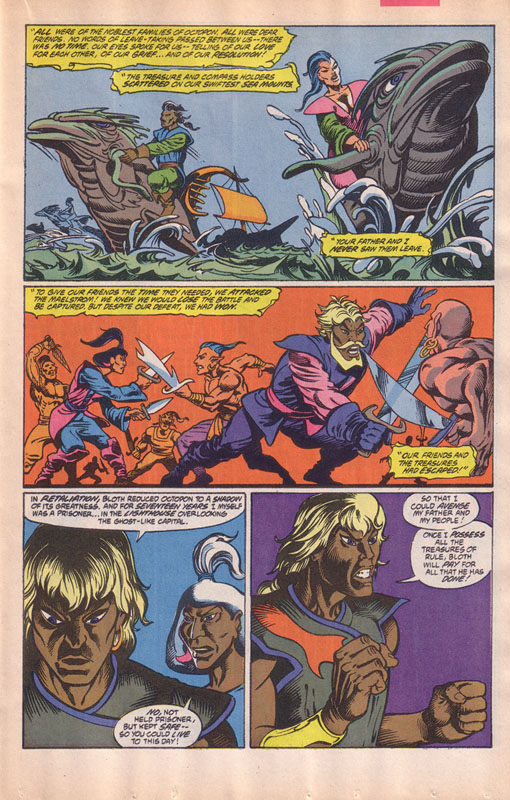 "ALL WERE OF THE NOBLEST FAMILIES OF OCTOPON. ALL WERE DEAR
FRIENDS. NO WORDS OF LEAVE-TAKING PASSED BETWEEN US--THERE
WAS NO TIME. OUR EYES SPOKE FOR US-- TELLING OF OUR LOVE
FOR EACH OTHER, OF OUR GRIEF... AND OF OUR RESOLUTION!
"THE TREASURE AND COMPASS HOLDERS
SCATTERED ON OUR SWIFTEST SEA MOUNTS.
"YOUR FATHER AND I
NEVER SAW THEM LEAVE.
"TO GIVE OUR FRIENDS THE TIME THEY NEEDED, WE ATTACKED
THE MAELSTROM! WE KNEW WE WOULD LOSE THE BATTLE AND
BE CAPTURED. BUT DESPITE OUR DEFEAT, WE HAD WON.
"OUR FRIENDS AND
THE TREASURES
HAD ESCAPED!"
IN RETALIATION, BLOTH REDUCED OCTOPON TO A SHADOW
OF ITS GREATNESS, AND FOR SEVENTEEN YEARS I MYSELF
WAS A PRISONER... IN THE LIGHTHOUSE OVERLOOKING
THE GHOST-LIKE CAPITAL.
NO, NOT
HELD PRISONER,
BUT KEPT SAFE--
SO YOU COULD LIVE
TO THIS DAY!
SO THAT I
COULD AVENGE
MY FATHER AND
MY PEOPLE!
ONCE I POSSESS
ALL THE
TREASURES OF
RULE, BLOTH
WILL PAY FOR
ALL THAT HE HAS
DONE!